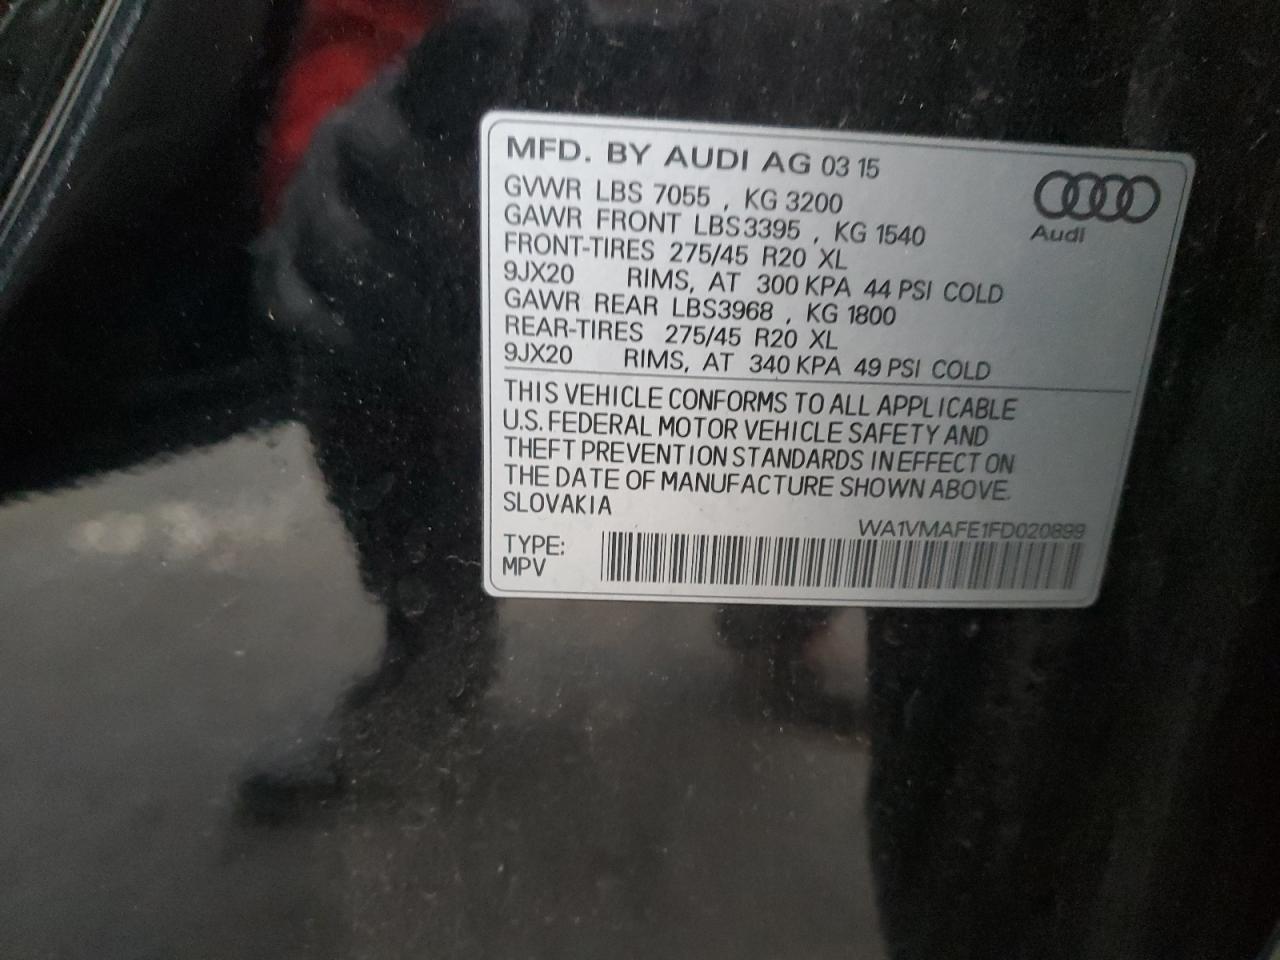 MFD. BY AUDI AG 03 15
GVWR LBS 7055 , KG 3200
GAWR FRONT LBS3395 , KG 1540
FRONT-TIRES 275/45 R20 XL
9JX20 RIMS, AT 300 KPA 44 PSI COLD
GAWR REAR LBS3968 , KG 1800
REAR-TIRES 275/45 R20 XL
9JX20 RIMS, AT 340 KPA 49 PSI COLD
Audi
THIS VEHICLE CONFORMS TO ALL APPLICABLE
U.S. FEDERAL MOTOR VEHICLE SAFETY AND
THEFT PREVENTION STANDARDS IN EFFECT ON
THE DATE OF MANUFACTURE SHOWN ABOVE.
SLOVAKIA
WA1VMAFE1FD020899
TYPE:
MPV